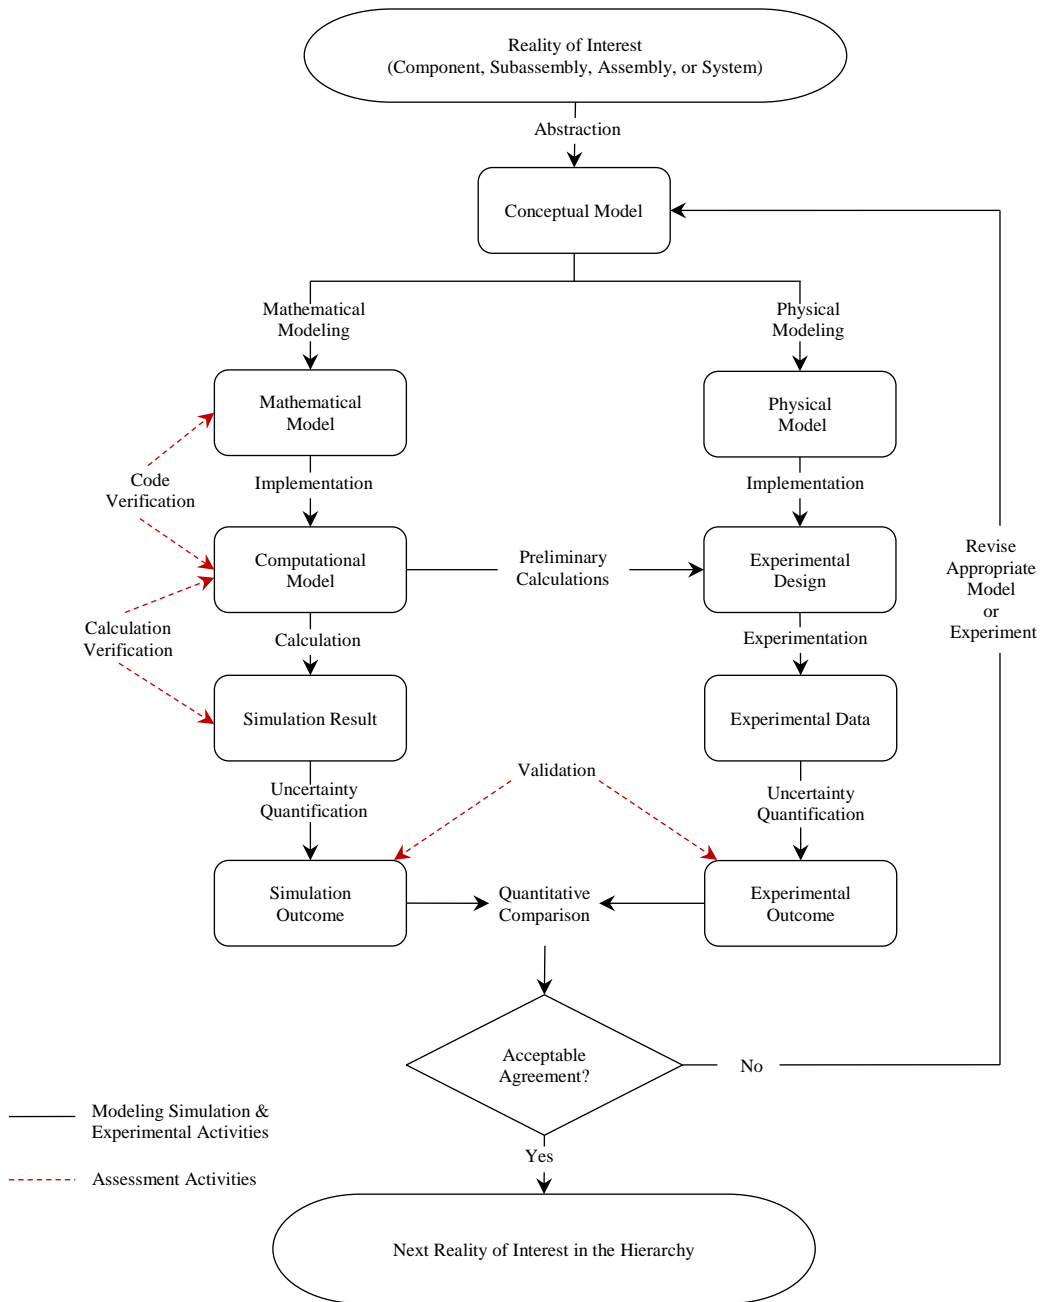 Reality of Interest
(Component, Subassembly, Assembly, or System)
Abstraction
Conceptual Model
Mathematical
Modeling
Physical
Modeling
Mathematical
Model
Physical
Model
Code
Verification
Implementation
Implementation
Computational
Model
Preliminary
Calculations
Experimental
Design
Revise
Appropriate
Model
or
Experiment
Calculation
Verification
Calculation
Experimentation
Simulation Result
Experimental Data
Uncertainty
Quantification
Validation
Uncertainty
Quantification
Simulation
Outcome
Quantitative
Comparison
Experimental
Outcome
Acceptable
Agreement?
No
Modeling Simulation &
Experimental Activities
Yes
Assessment Activities
Next Reality of Interest in the Hierarchy